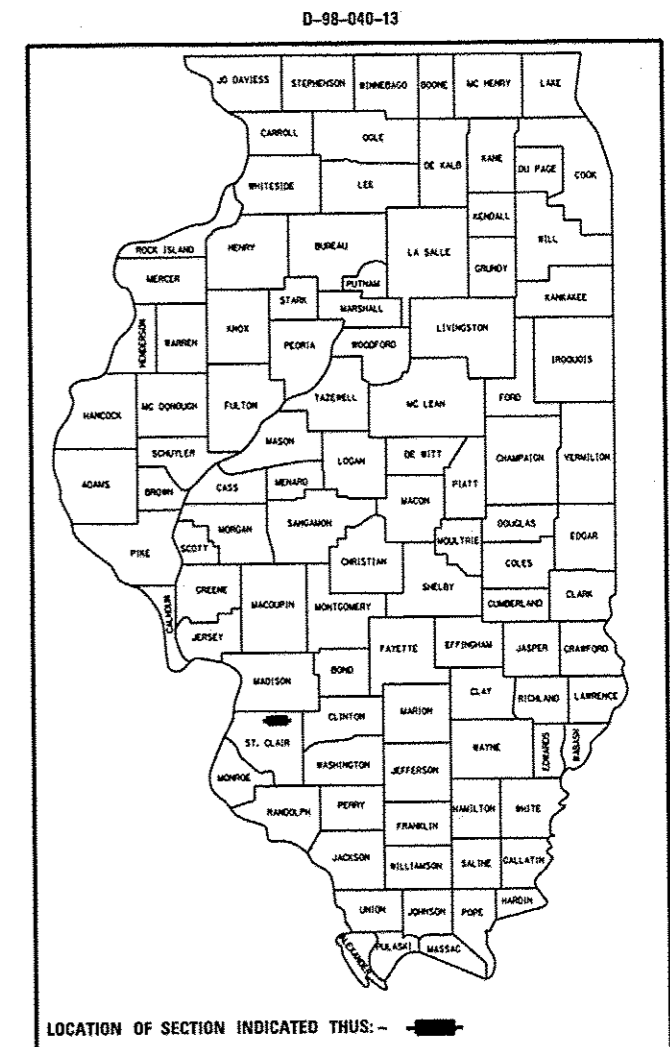 D-98-040-13
JO DAVIESS STEPHENSON WINNEBAGO BOONE MC HENRY LAKE
CARROLL OGLE
DE KALB KANE DU PAGE COOK
WHITESIDE LEE
KENDALL WILL
ROCK ISLAND HENRY BUREAU LA SALLE GRUNDY
MERCER PUTNAM KANKAKEE
STARK MARSHALL
HENDERSON WARREN KNOX PEORIA WOODFORD LIVINGSTON IROQUOIS
HANCOCK MC DONOUGH FULTON TAZEWELL MC LEAN FORD
SCHUYLER MASON LOGAN DE WITT CHAMPAIGN VERMILION
ADAMS BROWN CASS MENARD MACON PIATT
MORGAN SANGAMON DOUGLAS
PIKE SCOTT CHRISTIAN MOULTRIE COLES EDGAR
CALHOUN GREENE MACOUPIN MONTGOMERY SHELBY CUMBERLAND CLARK
JERSEY FAYETTE EFFINGHAM JASPER CRAWFORD
MADISON BOND CLAY RICHLAND LAWRENCE
CLINTON MARION
ST. CLAIR WAYNE EDWARDS WABASH
MONROE WASHINGTON JEFFERSON
RANDOLPH PERRY HAMILTON WHITE
FRANKLIN
JACKSON WILLIAMSON SALINE GALLATIN
UNION JOHNSON POPE HARDIN
ALEXANDER PULASKI MASSAC
LOCATION OF SECTION INDICATED THUS:-